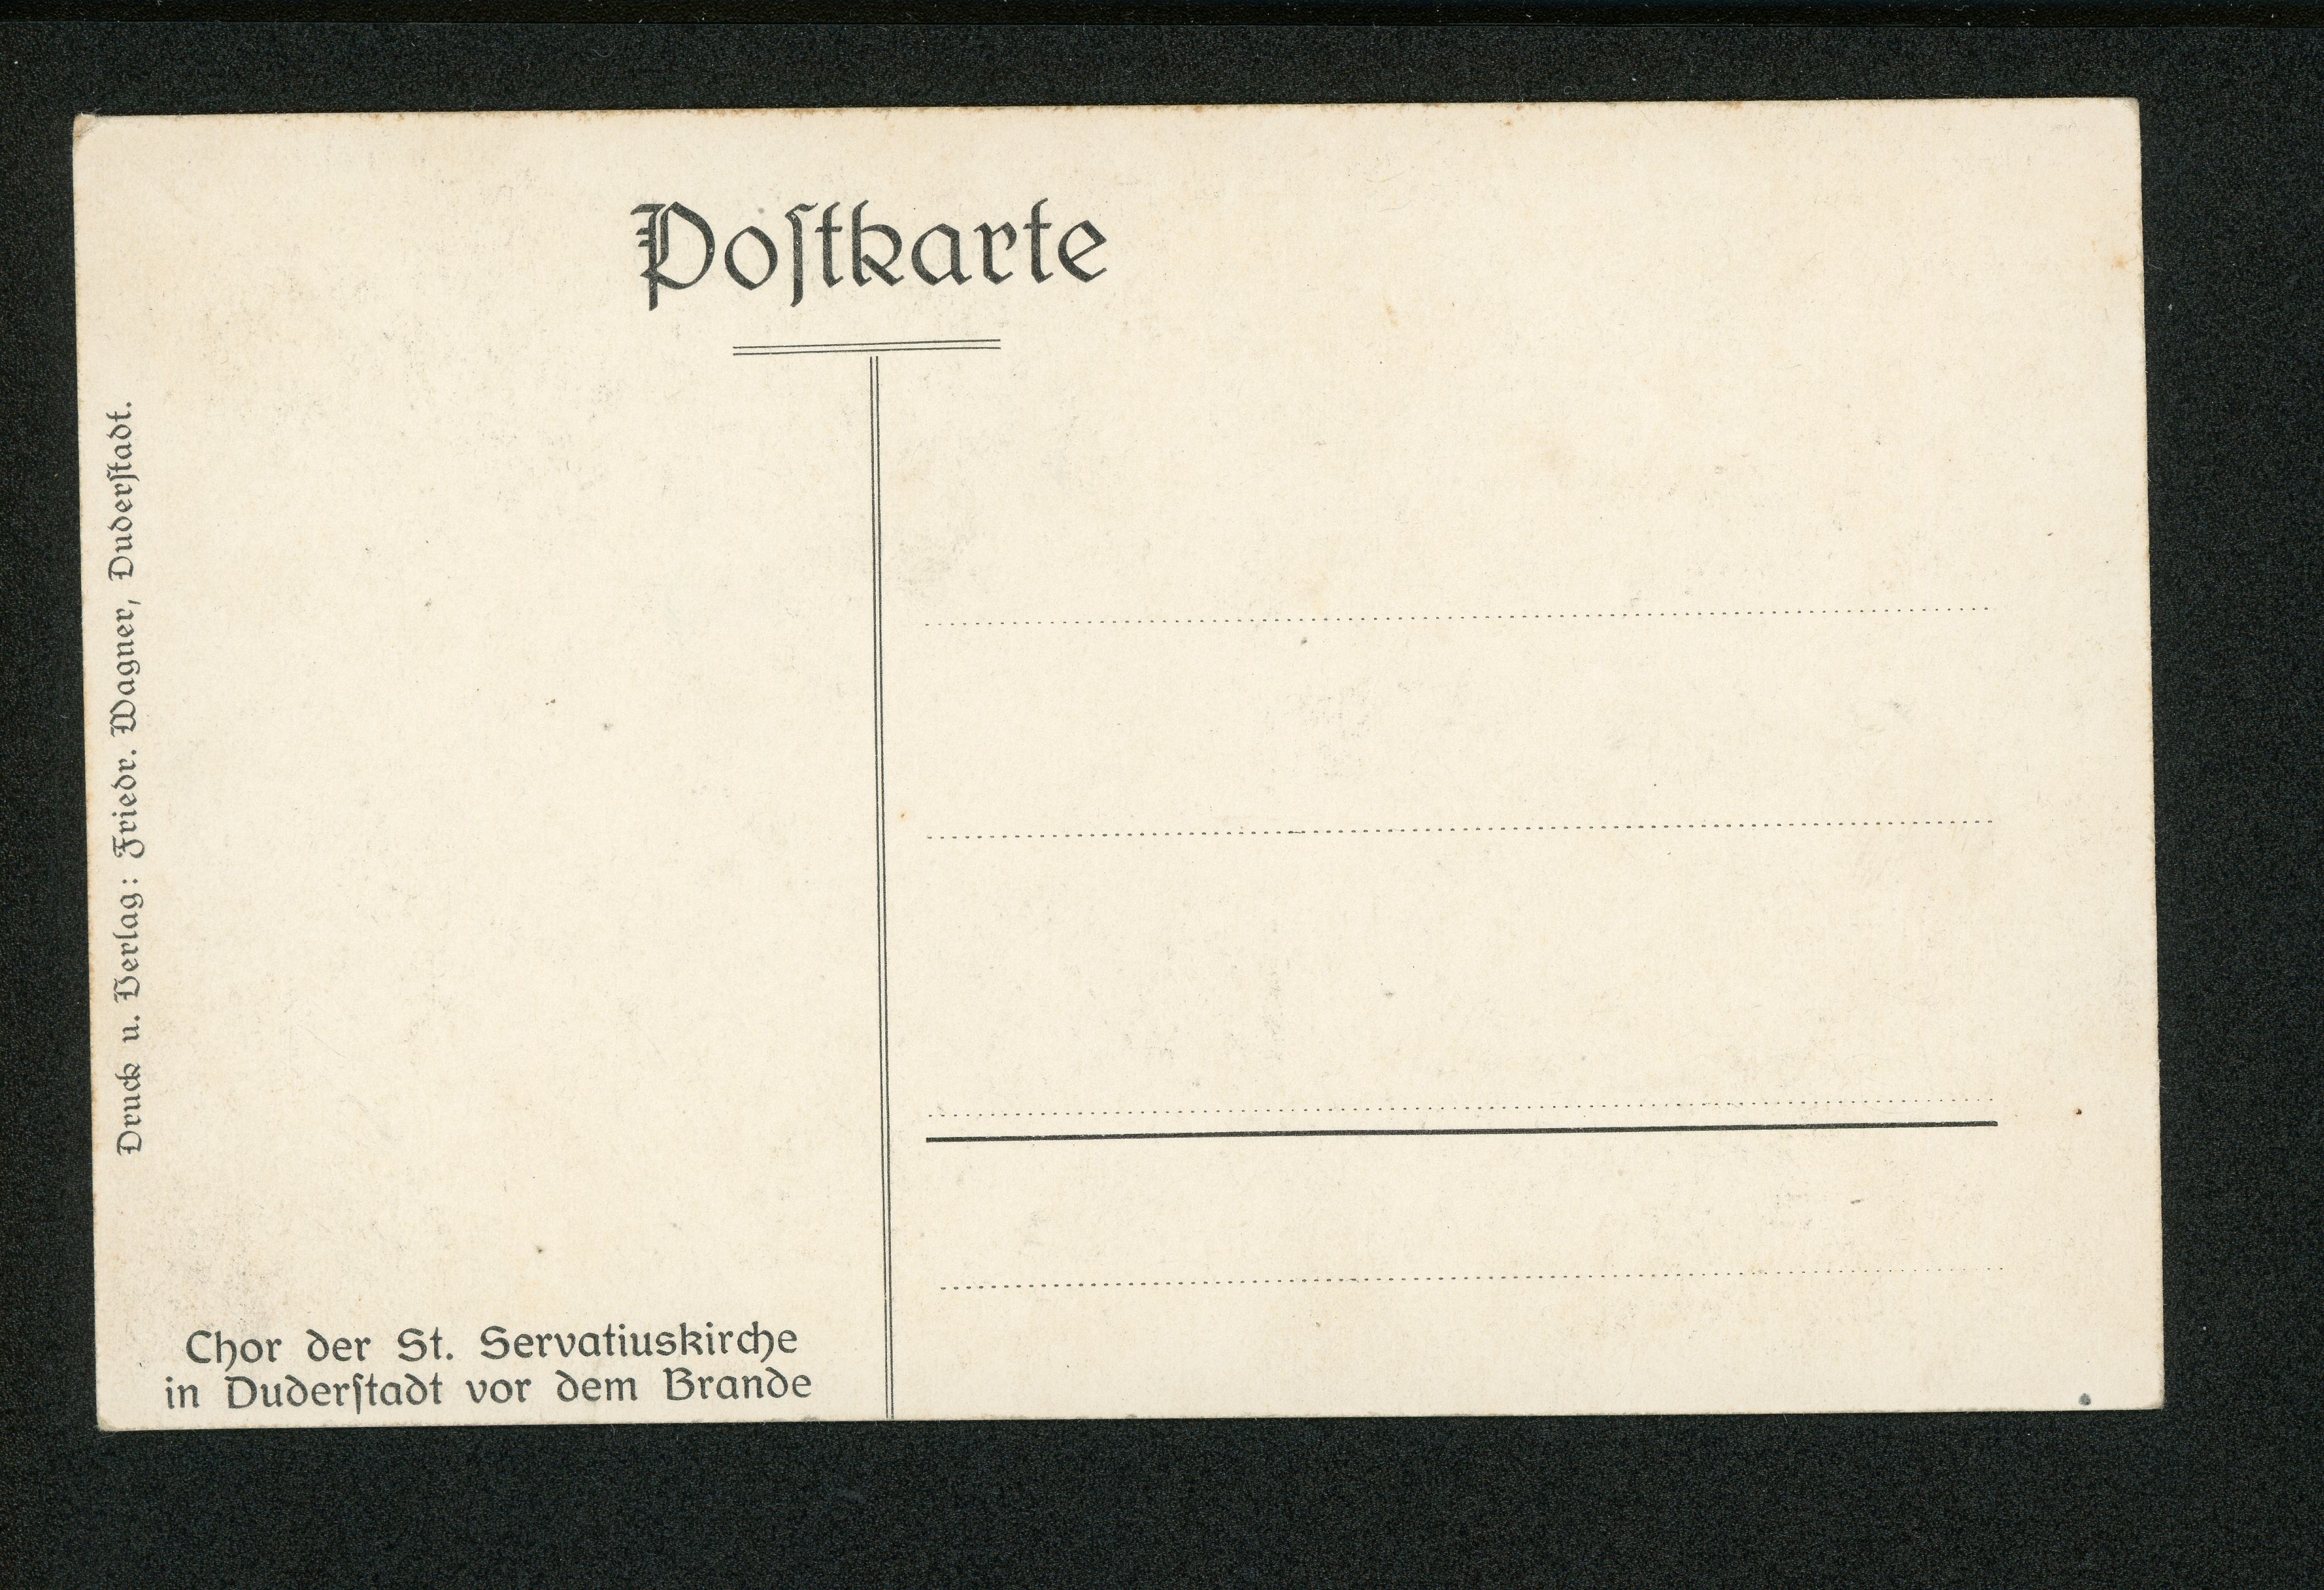 Poſtkarte
Druck u. Verlag: Friedr. Wagner, Duderſtadt.
Chor der St. Servatiuskirche
in Duderſtadt vor dem Brande